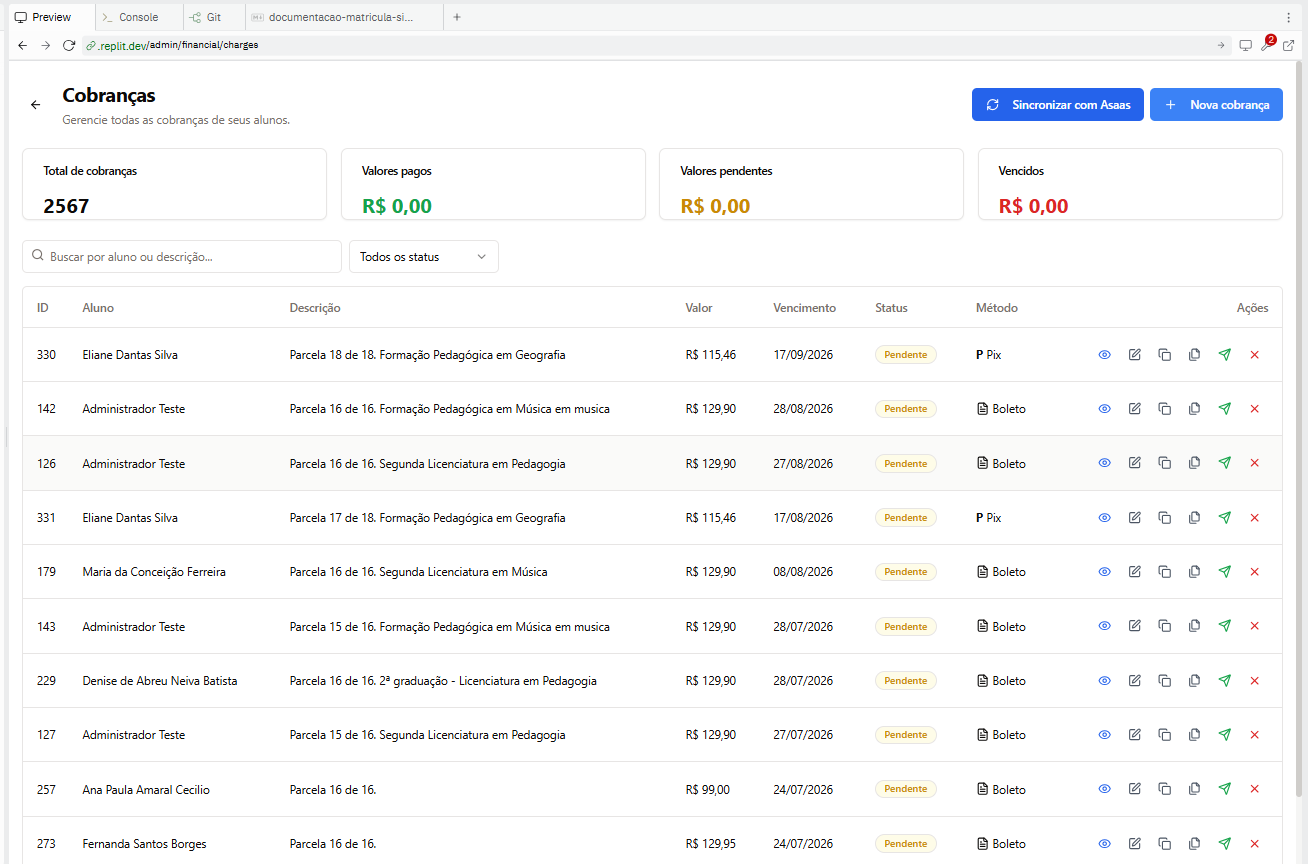 Preview Console Git documentacao-matricula-si...
.replit.dev/admin/financial/charges 2
Cobranças
Gerencie todas as cobranças de seus alunos.
Sincronizar com Asaas Nova cobrança
Total de cobranças Valores pagos Valores pendentes Vencidos
2567 R$ 0,00 R$ 0,00 R$ 0,00
Buscar por aluno ou descrição... Todos os status
ID Aluno Descrição Valor Vencimento Status Método Ações
330 Eliane Dantas Silva Parcela 18 de 18. Formação Pedagógica em Geografia R$ 115,46 17/09/2026 Pendente P Pix
142 Administrador Teste Parcela 16 de 16. Formação Pedagógica em Música em musica R$ 129,90 28/08/2026 Pendente Boleto
126 Administrador Teste Parcela 16 de 16. Segunda Licenciatura em Pedagogia R$ 129,90 27/08/2026 Pendente Boleto
331 Eliane Dantas Silva Parcela 17 de 18. Formação Pedagógica em Geografia R$ 115,46 17/08/2026 Pendente P Pix
179 Maria da Conceição Ferreira Parcela 16 de 16. Segunda Licenciatura em Música R$ 129,90 08/08/2026 Pendente Boleto
143 Administrador Teste Parcela 15 de 16. Formação Pedagógica em Música em musica R$ 129,90 28/07/2026 Pendente Boleto
229 Denise de Abreu Neiva Batista Parcela 16 de 16. 2ª graduação - Licenciatura em Pedagogia R$ 129,90 28/07/2026 Pendente Boleto
127 Administrador Teste Parcela 15 de 16. Segunda Licenciatura em Pedagogia R$ 129,90 27/07/2026 Pendente Boleto
257 Ana Paula Amaral Cecilio Parcela 16 de 16. R$ 99,00 24/07/2026 Pendente Boleto
273 Fernanda Santos Borges Parcela 16 de 16. R$ 129,95 24/07/2026 Pendente Boleto